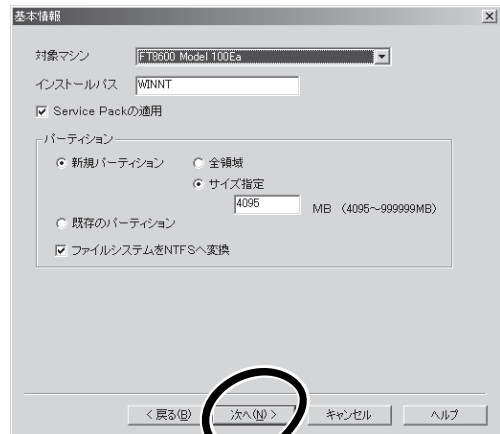 基本情報
対象マシン FT8600 Model 100Ea
インストールパス WINNT
Service Packの適用
パーティション
新規パーティション 全領域
サイズ指定
4095 MB (4095～999999MB)
既存のパーティション
ファイルシステムをNTFSへ変換
< 戻る(B) 次へ(N) > キャンセル ヘルプ